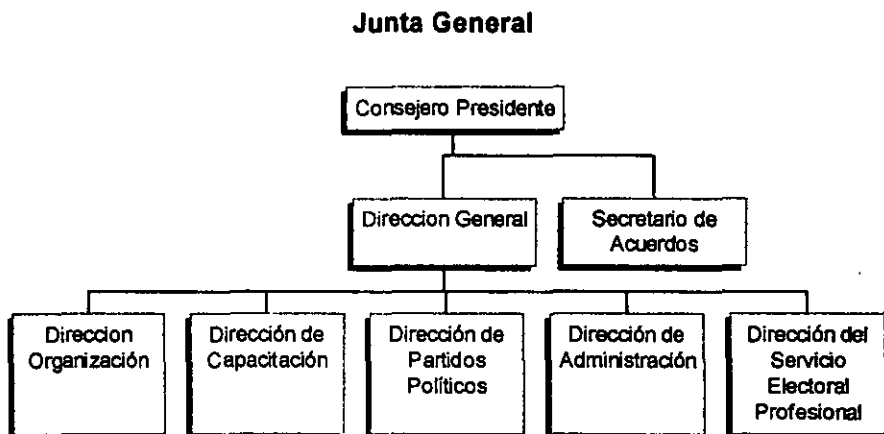 Junta General
Consejero Presidente
Direccion General
Secretario de
Acuerdos
Direccion
Organización
Dirección de
Capacitación
Dirección de
Partidos
Políticos
Dirección de
Administración
Dirección del
Servicio
Electoral
Profesional